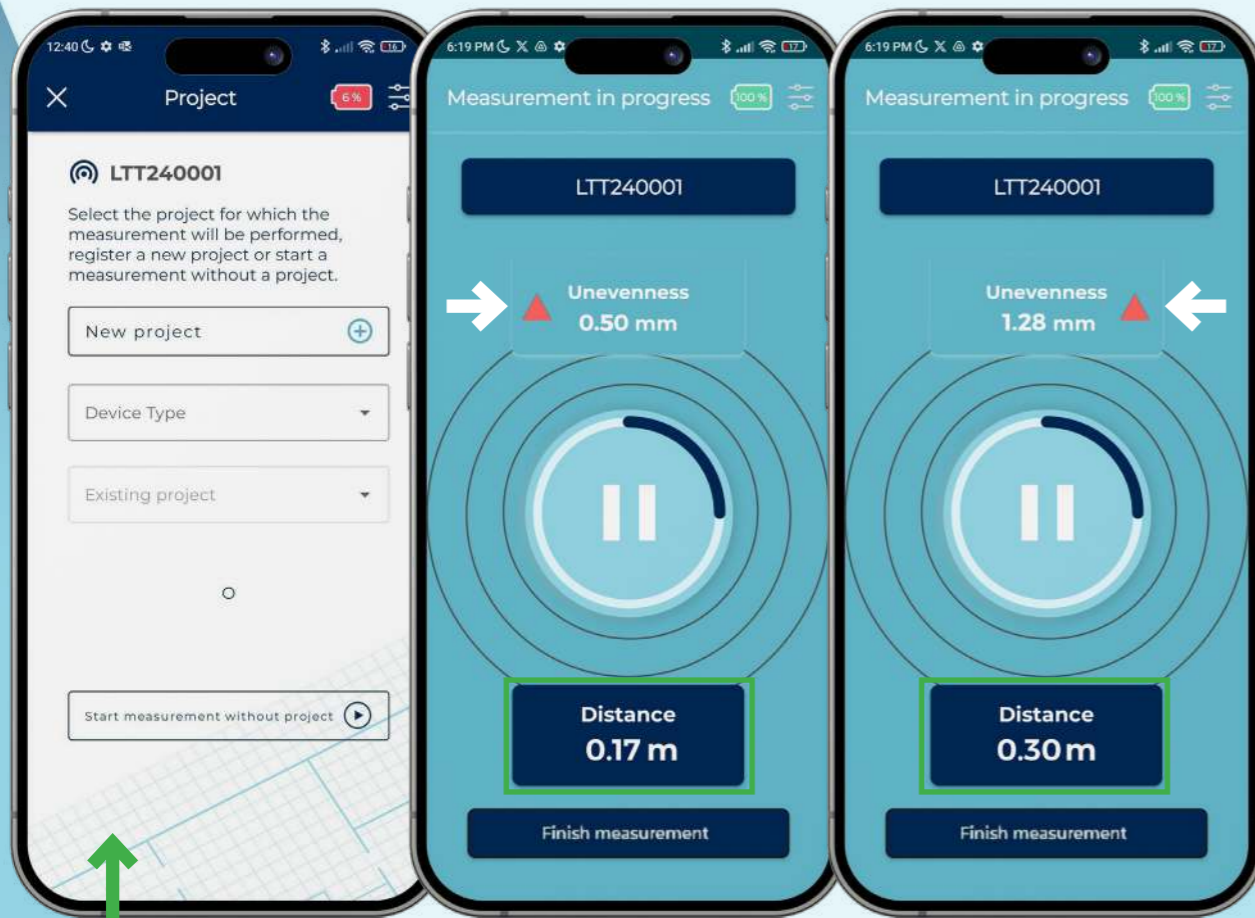 12:40
16
Project
6%
LTT240001
Select the project for which the
measurement will be performed,
register a new project or start a
measurement without a project.
New project
Device Type
Existing project
O
Start measurement without project
6:19 PM
17
Measurement in progress
100%
LTT240001
Unevenness
0.50 mm
Distance
0.17 m
Finish measurement
6:19 PM
17
Measurement in progress
100%
LTT240001
Unevenness
1.28 mm
Distance
0.30 m
Finish measurement